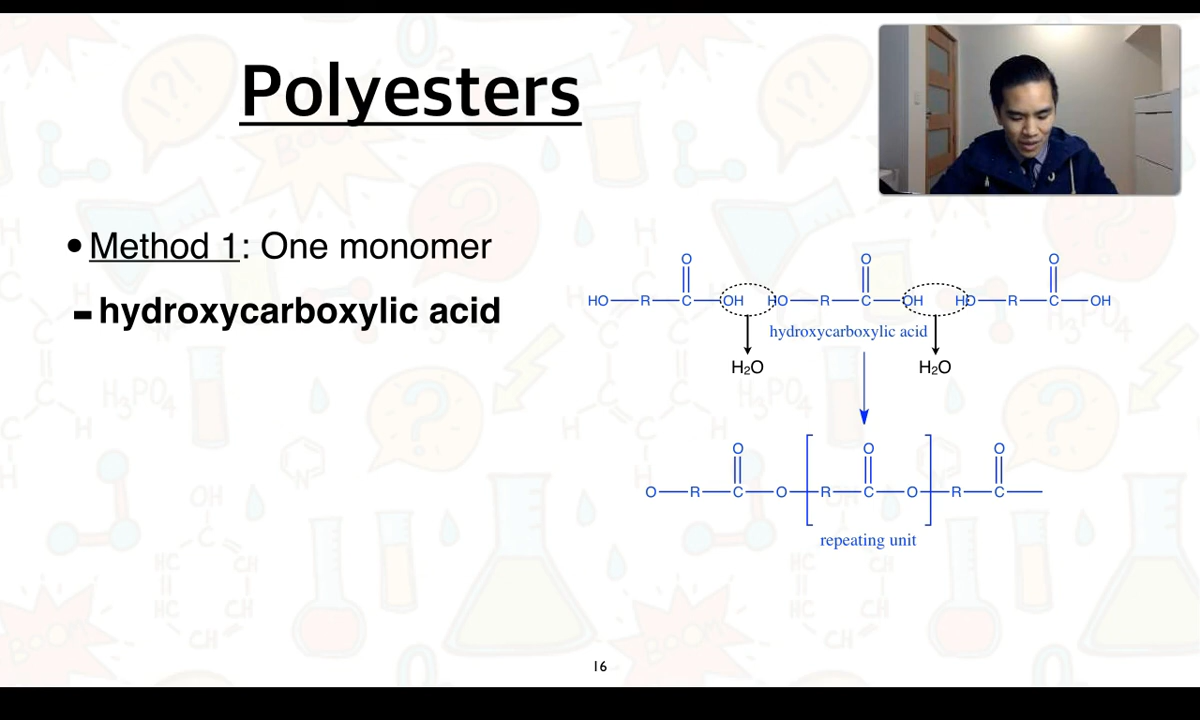 Polyesters
• Method 1: One monomer
- hydroxycarboxylic acid
O O O
HO R C OH HO R C OH HO R C OH
hydroxycarboxylic acid
H₂O H₂O
O O O
O R C O R C O R C
repeating unit
16